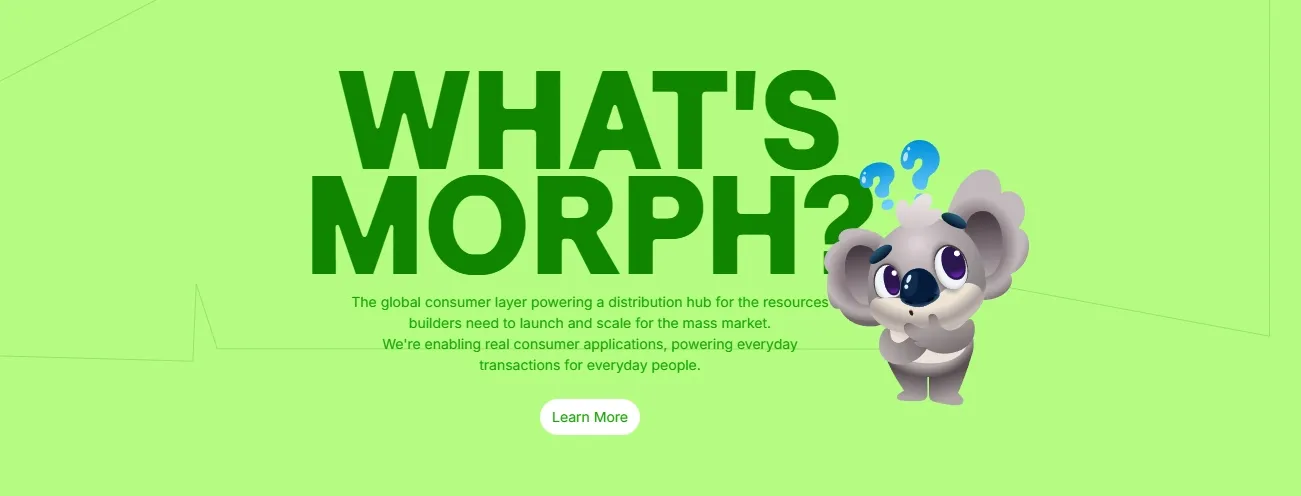 WHAT'S
MORPH?
The global consumer layer powering a distribution hub for the resources
builders need to launch and scale for the mass market.
We're enabling real consumer applications, powering everyday
transactions for everyday people.
Learn More